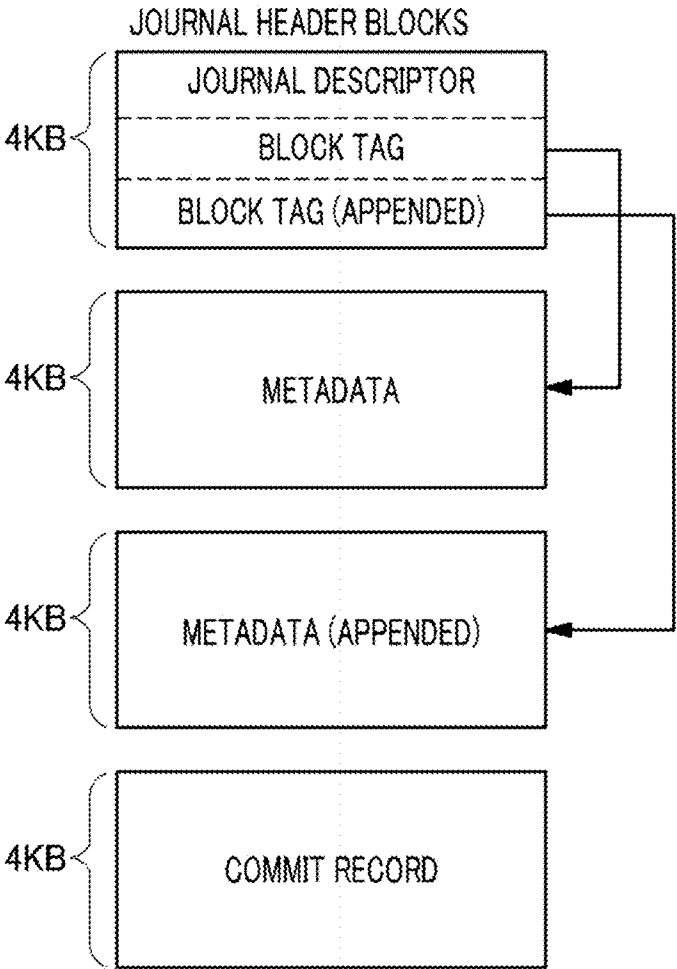 JOURNAL HEADER BLOCKS
JOURNAL DESCRIPTOR
4KB
BLOCK TAG
BLOCK TAG (APPENDED)
4KB
METADATA
4KB
METADATA (APPENDED)
4KB
COMMIT RECORD